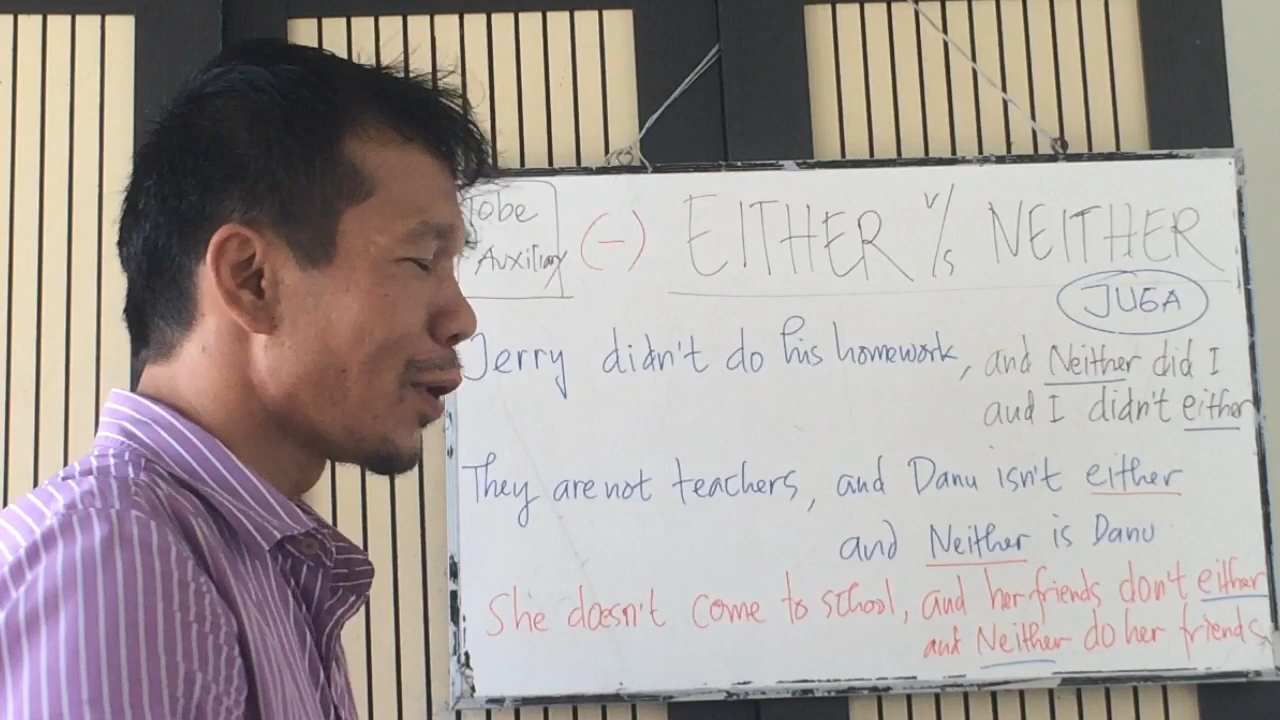 Tobe
Auxiliary (-) EITHER V/S NEITHER
JUGA
Jerry didn't do his homework, and Neither did I
and I didn't either
They are not teachers, and Danu isn't either
and Neither is Danu
She doesn't come to school, and her friends don't either
and Neither do her friends